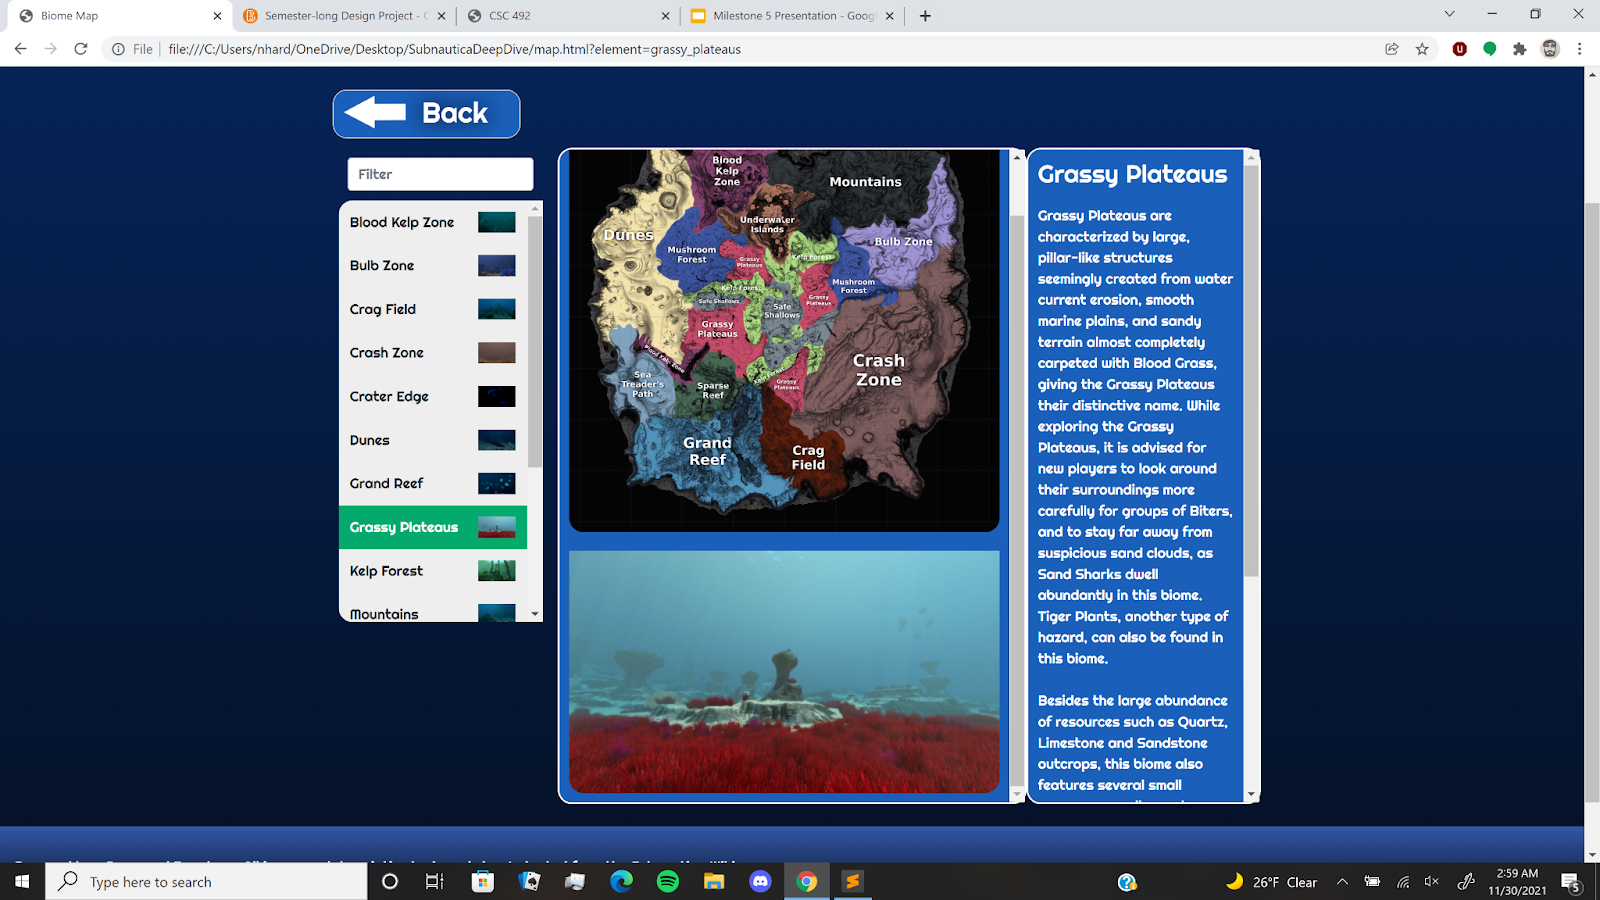 Biome Map
Semester-long Design Project - C
CSC 492
Milestone 5 Presentation - Googl
File
file:///C:/Users/nhard/OneDrive/Desktop/SubnauticaDeepDive/map.html?element=grassy_plateaus
Back
Filter
Blood Kelp Zone
Bulb Zone
Crag Field
Crash Zone
Crater Edge
Dunes
Grand Reef
Grassy Plateaus
Kelp Forest
Mountains
Blood
Kelp
Zone
Mountains
Underwater
Islands
Dunes
Mushroom
Forest
Grassy
Plateaus
Kelp Forest
Bulb Zone
Mushroom
Forest
Kelp Forest
Safe Shallows
Grassy
Plateaus
Safe
Shallows
Grassy
Plateaus
Blood Kelp Zone
Crash
Zone
Sea
Treader's
Path
Sparse
Reef
Kelp Forest
Grassy
Plateaus
Grand
Reef
Crag
Field
Grassy Plateaus
Grassy Plateaus are
characterized by large,
pillar-like structures
seemingly created from water
current erosion, smooth
marine plains, and sandy
terrain almost completely
carpeted with Blood Grass,
giving the Grassy Plateaus
their distinctive name. While
exploring the Grassy
Plateaus, it is advised for
new players to look around
their surroundings more
carefully for groups of Biters,
and to stay far away from
suspicious sand clouds, as
Sand Sharks dwell
abundantly in this biome.
Tiger Plants, another type of
hazard, can also be found in
this biome.
Besides the large abundance
of resources such as Quartz,
Limestone and Sandstone
outcrops, this biome also
features several small
Type here to search
26°F Clear
2:59 AM
11/30/2021
5